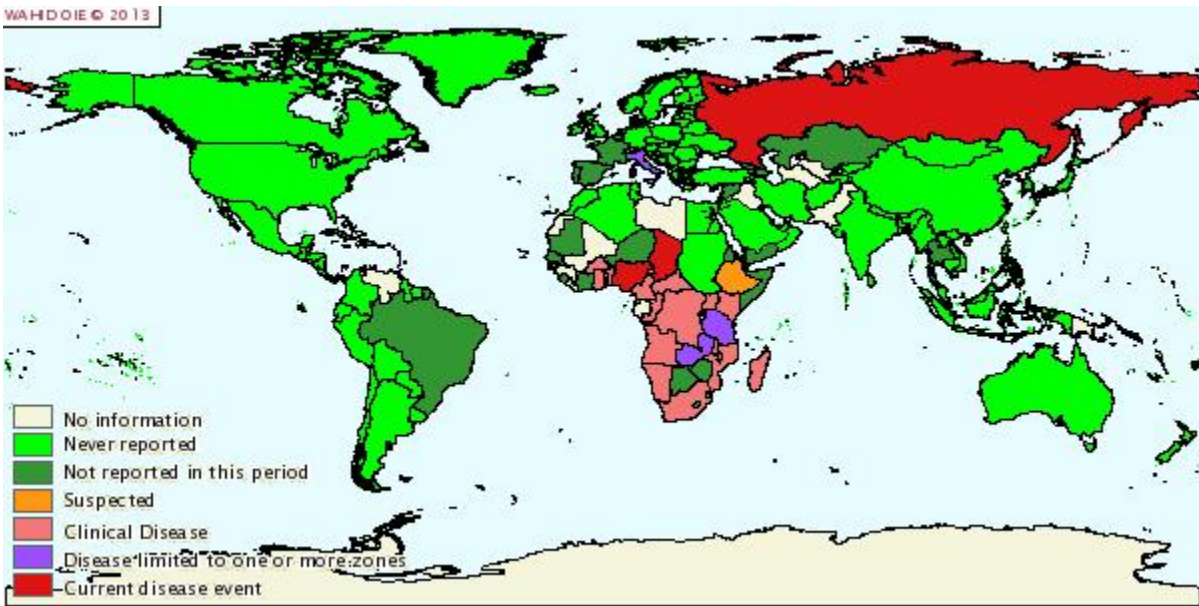 WAHID OIE © 2013
No information
Never reported
Not reported in this period
Suspected
Clinical Disease
Disease limited to one or more zones
Current disease event